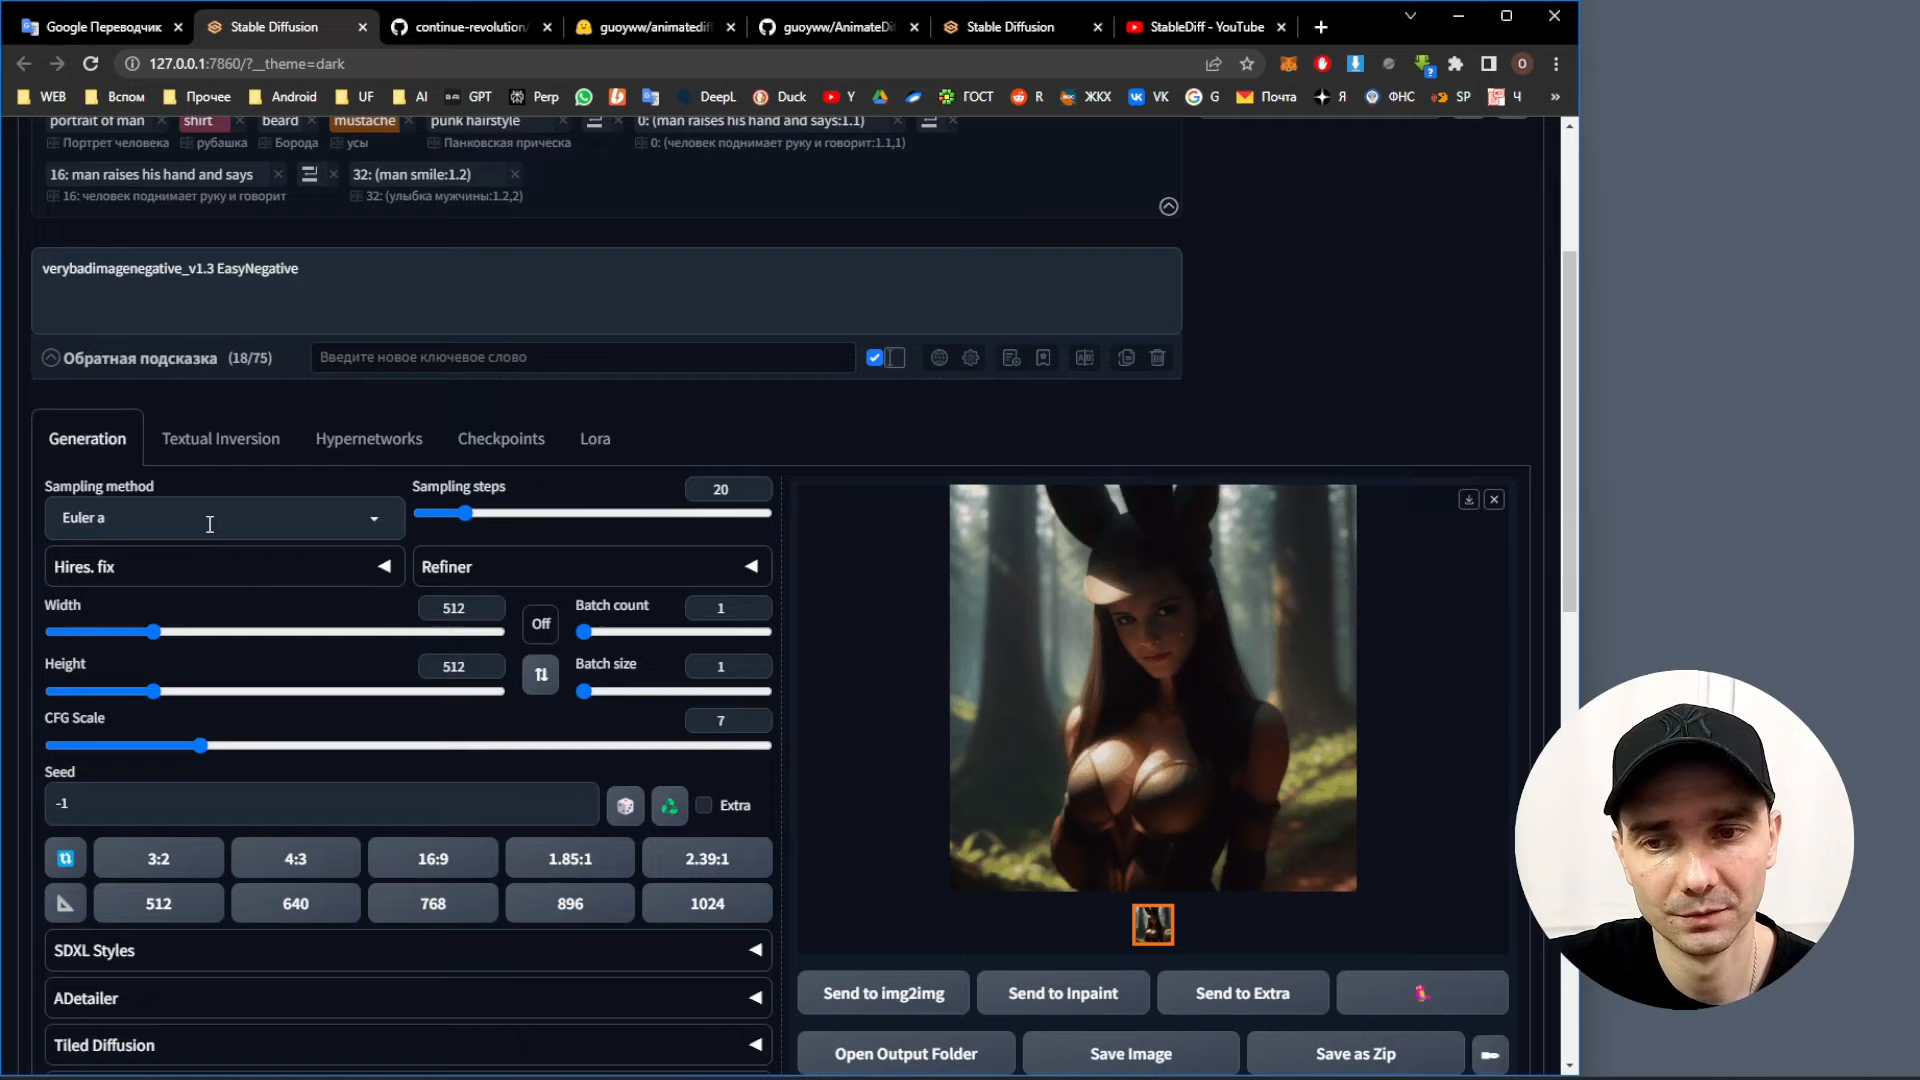 Google Переводчик
Stable Diffusion
continue-revolution/
guoyww/animatediff
guoyww/AnimateDi
Stable Diffusion
StableDiff - YouTube
127.0.0.1:7860/?__theme=dark
WEB
Вспом
Прочее
Android
UF
AI
GPT
Perp
DeepL
Duck
Y
ГОСТ
R
ЖКХ
VK
G
Почта
Я
ФНС
SP
Ч
portrait of man
shirt
beard
mustache
punk hairstyle
0: (man raises his hand and says:1.1)
Портрет человека
рубашка
Борода
усы
Панковская прическа
0: (человек поднимает руку и говорит:1.1,1)
16: man raises his hand and says
32: (man smile:1.2)
16: человек поднимает руку и говорит
32: (улыбка мужчины:1.2,2)
verybadimagenegative_v1.3 EasyNegative
Обратная подсказка (18/75)
Введите новое ключевое слово
Generation
Textual Inversion
Hypernetworks
Checkpoints
Lora
Sampling method
Sampling steps
20
Euler a
Hires. fix
Refiner
Width
512
Off
Batch count
1
Height
512
Batch size
1
CFG Scale
7
Seed
-1
Extra
3:2
4:3
16:9
1.85:1
2.39:1
512
640
768
896
1024
SDXL Styles
ADetailer
Tiled Diffusion
Send to img2img
Send to Inpaint
Send to Extra
Open Output Folder
Save Image
Save as Zip